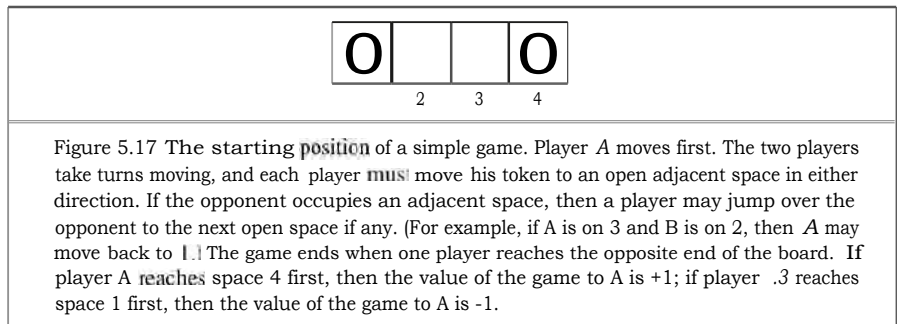 O O
2 3 4
Figure 5.17 The starting position of a simple game. Player A moves first. The two players
take turns moving, and each player must move his token to an open adjacent space in either
direction. If the opponent occupies an adjacent space, then a player may jump over the
opponent to the next open space if any. (For example, if A is on 3 and B is on 2, then A may
move back to 1.) The game ends when one player reaches the opposite end of the board. If
player A reaches space 4 first, then the value of the game to A is +1; if player .3 reaches
space 1 first, then the value of the game to A is -1.